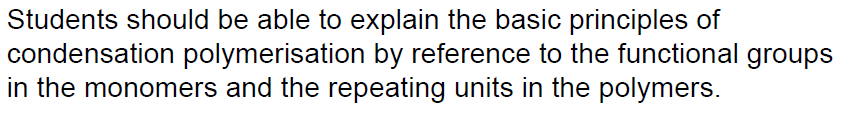 Students should be able to explain the basic principles of
condensation polymerisation by reference to the functional groups
in the monomers and the repeating units in the polymers.